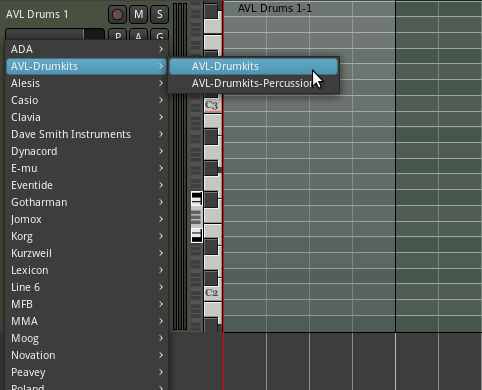 AVL Drums 1
M S
AVL Drums 1-1
P A G
ADA
AVL-Drumkits
AVL-Drumkits
Alesis
AVL-Drumkits-Percussion
Casio
C3
Clavia
Dave Smith Instruments
Dynacord
E-mu
Eventide
Gotharman
Jomox
Korg
Kurzweil
Lexicon
Line 6
C2
MFB
MMA
Moog
Novation
Peavey
Roland